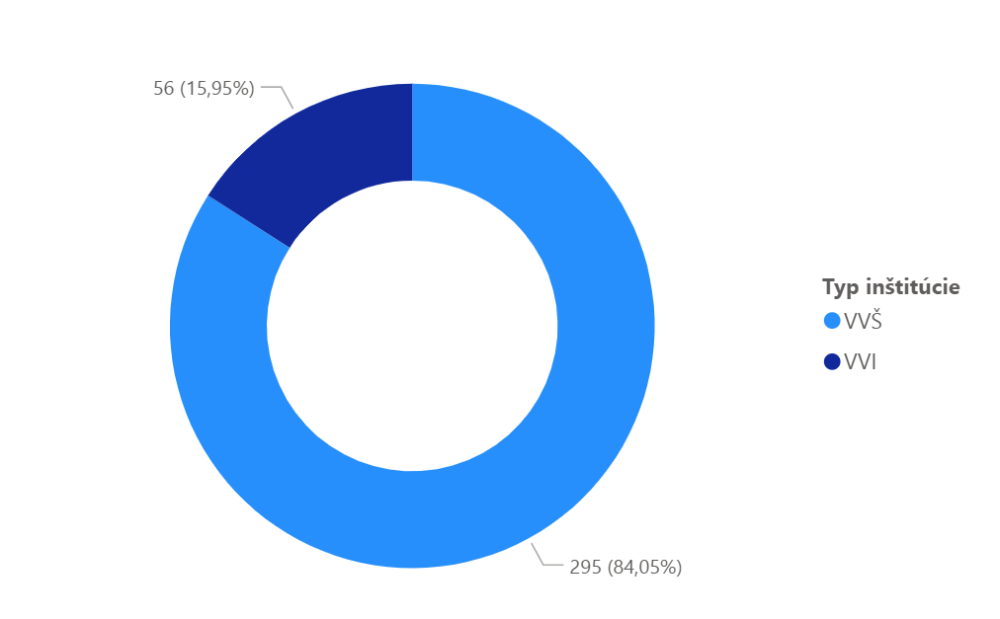 56 (15,95%)
Typ inštitúcie
VVŠ
VVI
295 (84,05%)